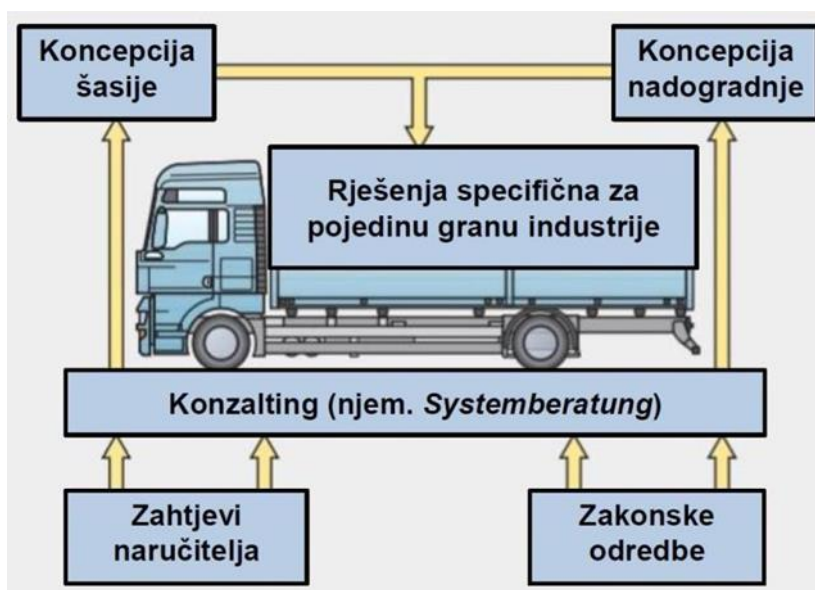 Koncepcija
šasije
Koncepcija
nadogradnje
Rješenja specifična za
pojedinu granu industrije
Konzalting (njem. Systemberatung)
Zahtjevi
naručitelja
Zakonske
odredbe